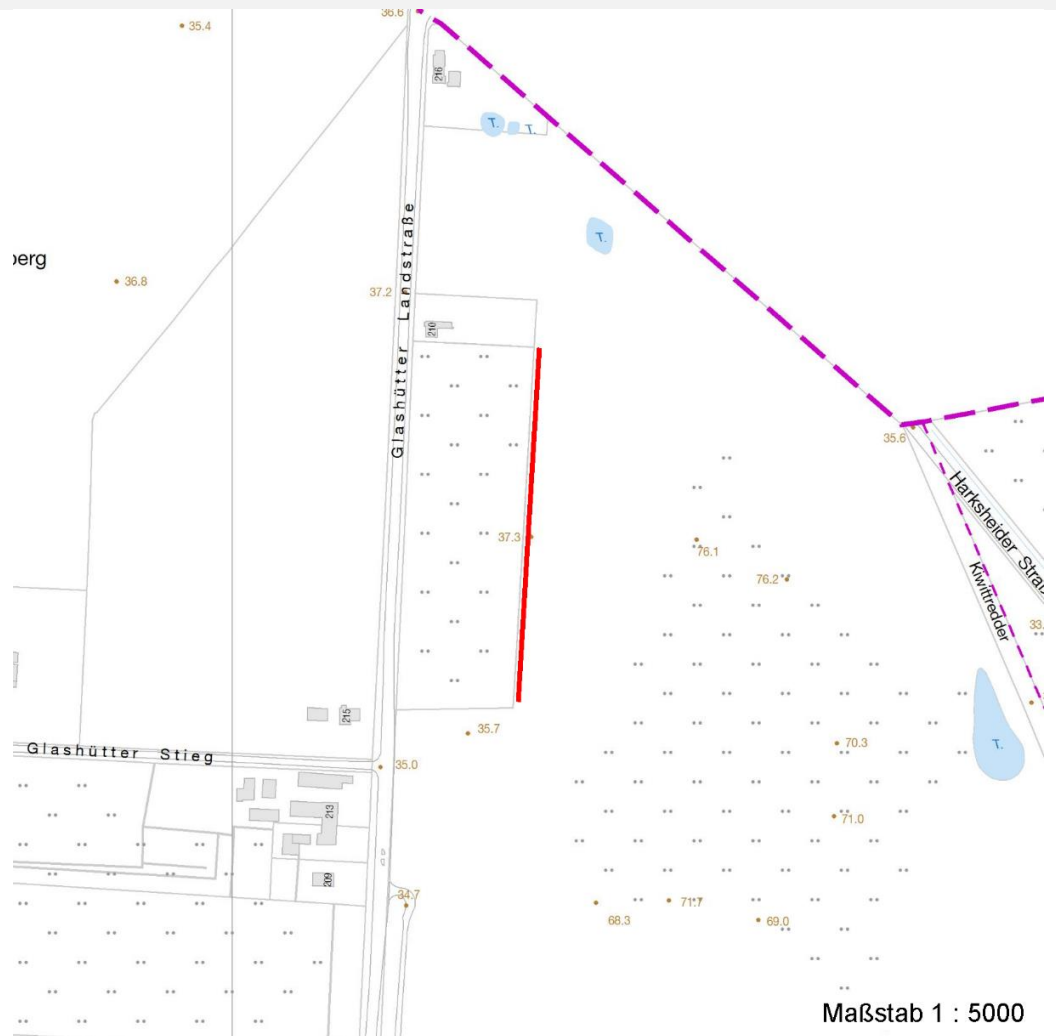 36.6
35.4
216
T.
T.
Glashütter Landstraße
T.
berg
36.8
37.2
210
35.6
Harksheider Straß
Kiwittredder
37.3
76.1
76.2
33.
215
35.7
Glashütter Stieg
35.0
70.3
T.
213
71.0
209
34.7
68.3
71.7
69.0
Maßstab 1 : 5000